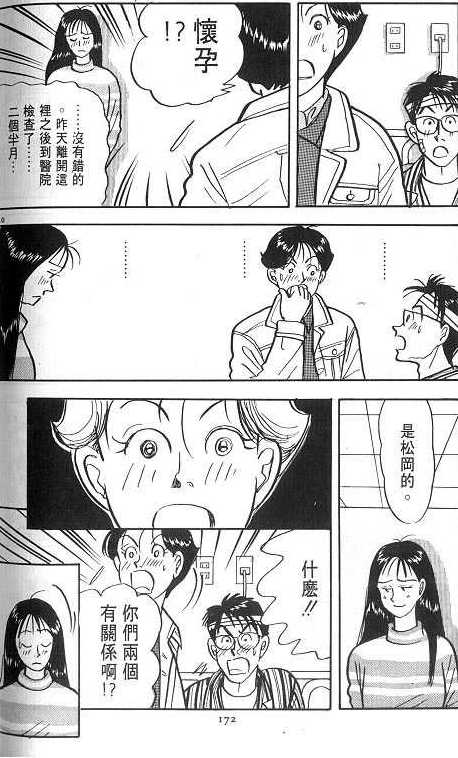 懷孕
!?
……沒有錯的
。昨天離開這
裡之後到醫院
檢查了……
二個半月…
………
………
………
是松岡的。
什麼!!
你們兩個
有關係啊!?
172